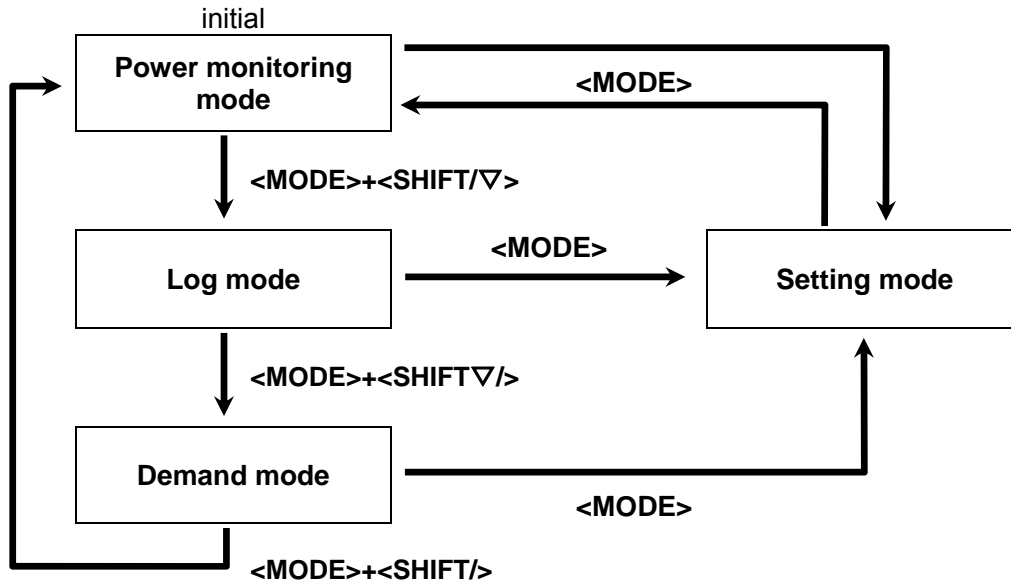 initial
Power monitoring
mode
<MODE>
<MODE>+<SHIFT/▽>
Log mode
<MODE>
Setting mode
<MODE>+<SHIFT▽/>
Demand mode
<MODE>
<MODE>+<SHIFT/>